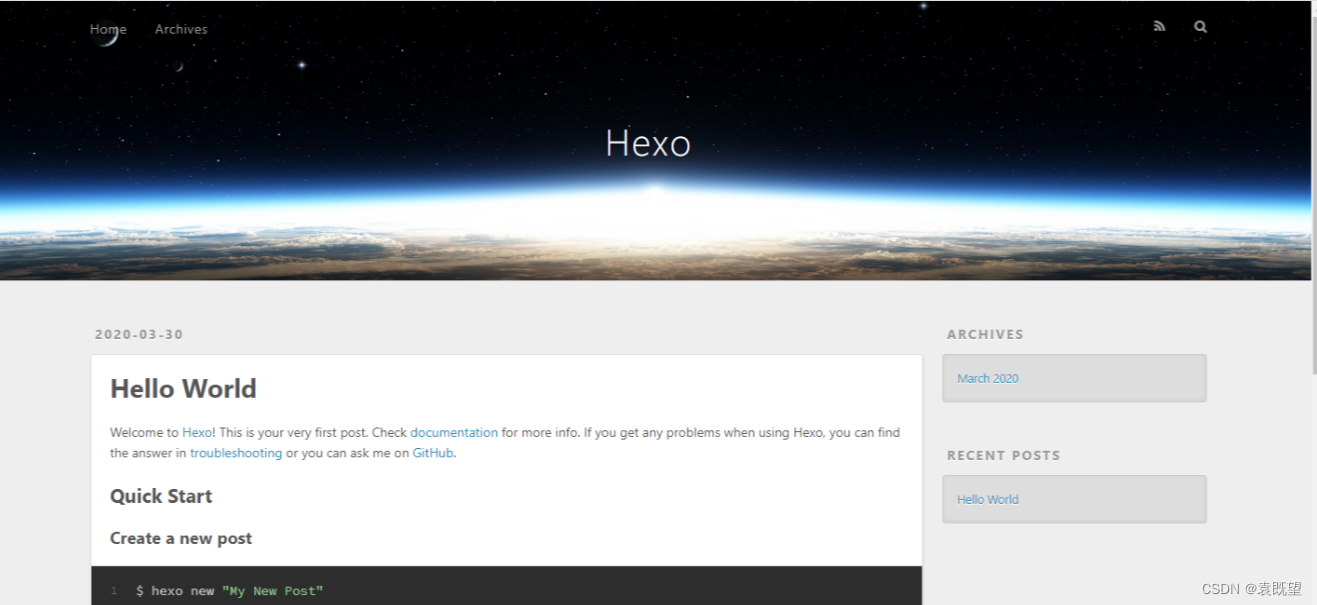 Home Archives
Hexo
2020-03-30
ARCHIVES
Hello World
March 2020
Welcome to Hexo! This is your very first post. Check documentation for more info. If you get any problems when using Hexo, you can find
the answer in troubleshooting or you can ask me on GitHub.
RECENT POSTS
Quick Start
Hello World
Create a new post
1 $ hexo new "My New Post"
CSDN @袁既望